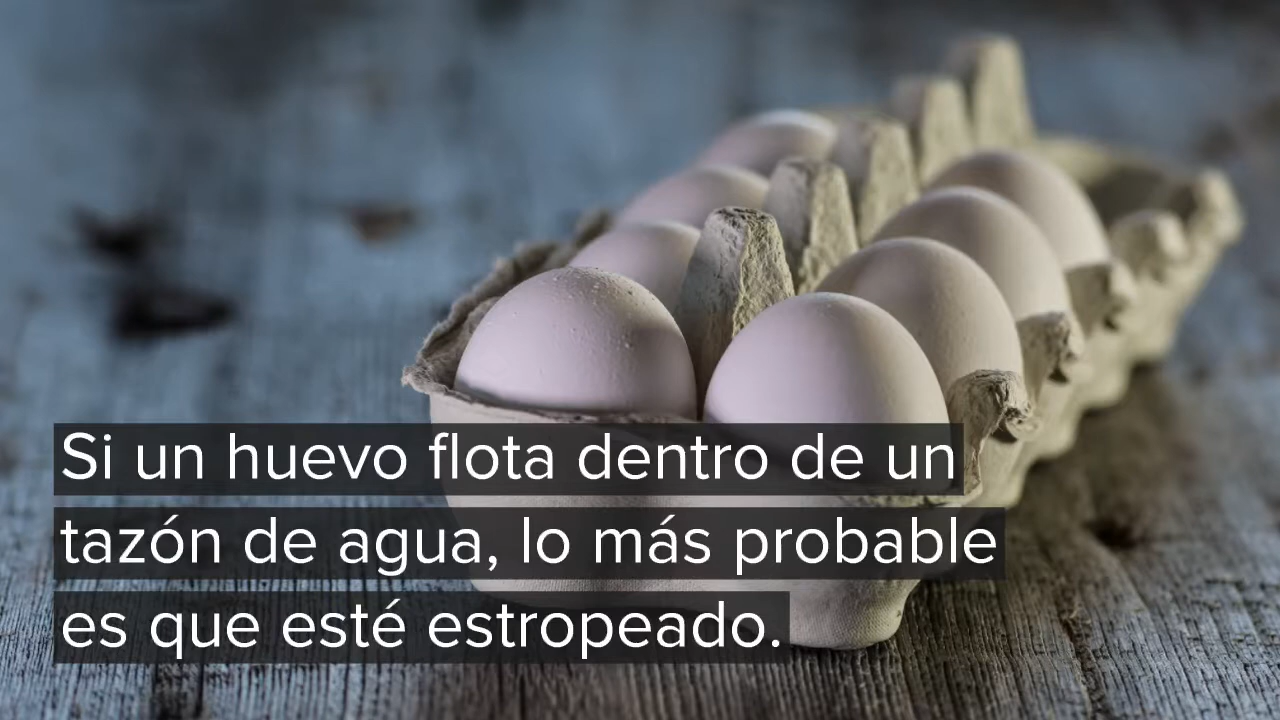 Si un huevo flota dentro de un
tazón de agua, lo más probable
es que esté estropeado.